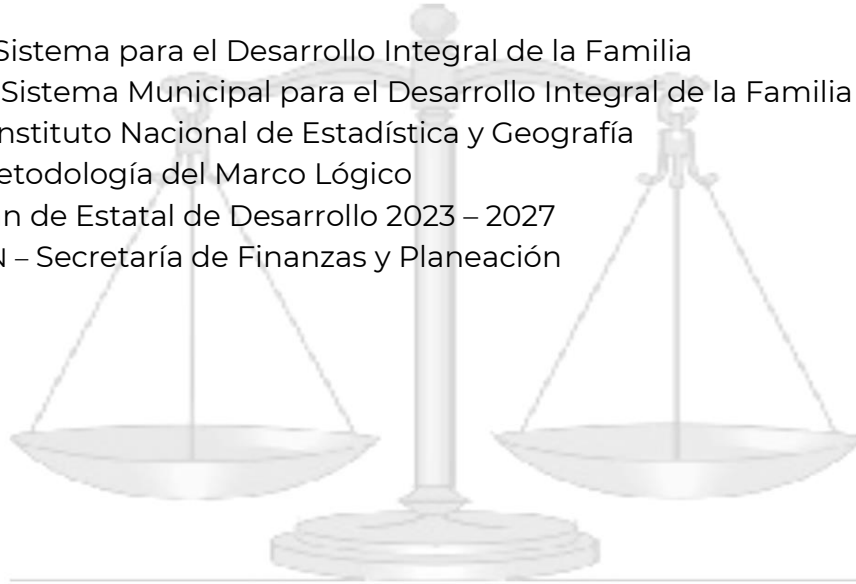 Sistema para el Desarrollo Integral de la Familia
Sistema Municipal para el Desarrollo Integral de la Familia
nstituto Nacional de Estadística y Geografía
etodología del Marco Lógico
n de Estatal de Desarrollo 2023 – 2027
– Secretaría de Finanzas y Planeación